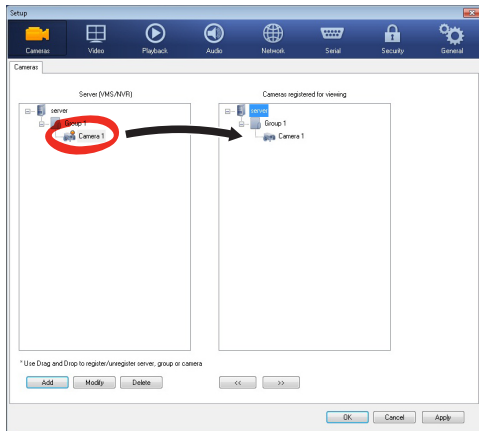 Setup
Cameras Video Playback Audio Network Serial Security General
Cameras
Server (VMS/NVR) Cameras registered for viewing
server server
Group 1 Group 1
Camera 1 Camera 1
* Use Drag and Drop to register/unregister server, group or camera
Add Modify Delete << >>
OK Cancel Apply